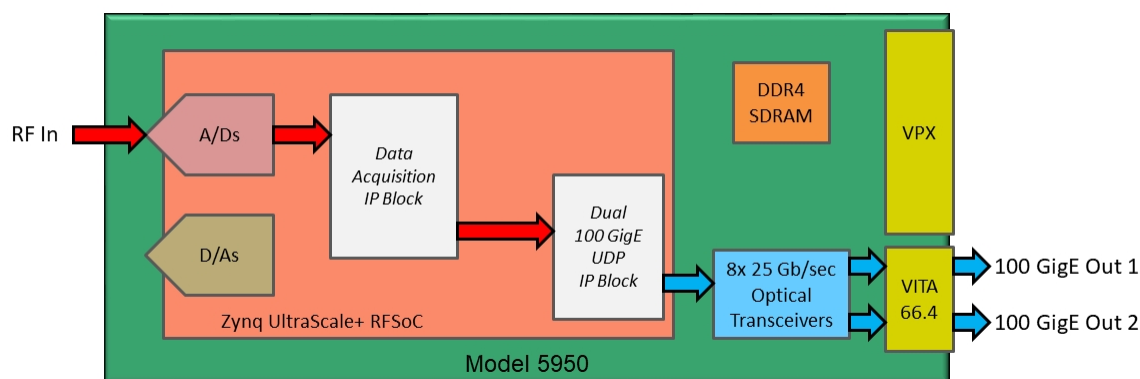 RF In
A/Ds
Data
Acquisition
IP Block
D/As
Zynq UltraScale+ RFSoC
Dual
100 GigE
UDP
IP Block
DDR4
SDRAM
VPX
8x 25 Gb/sec
Optical
Transceivers
VITA
66.4
100 GigE Out 1
100 GigE Out 2
Model 5950